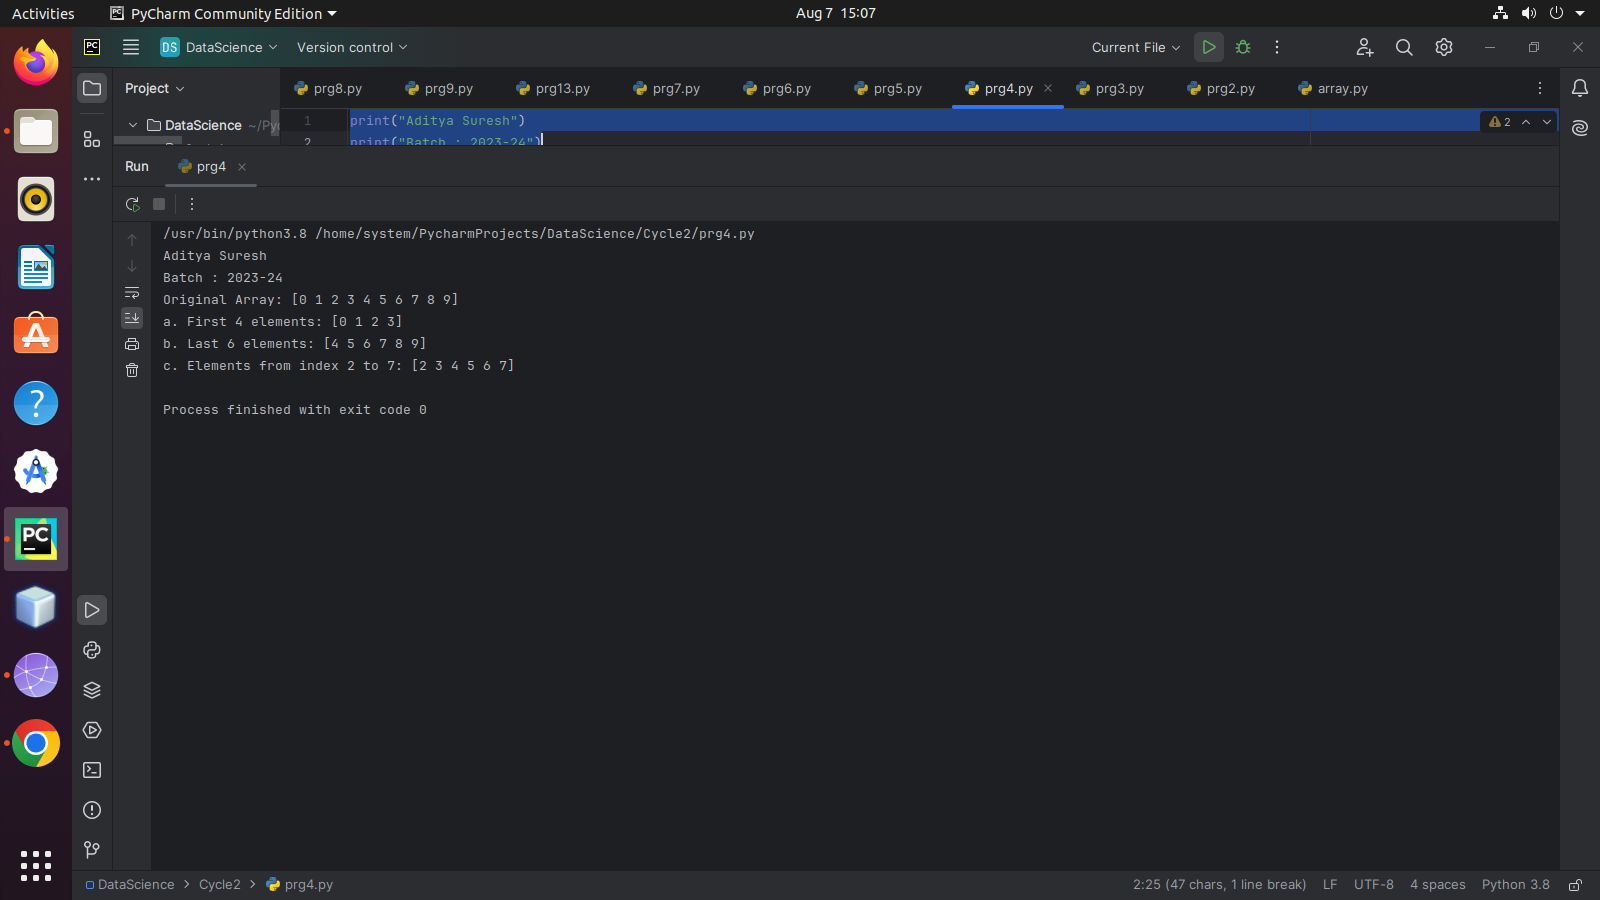 Activities PyCharm Community Edition Aug 7 15:07
PC DS DataScience Version control Current File
Project prg8.py prg9.py prg13.py prg7.py prg6.py prg5.py prg4.py prg3.py prg2.py array.py
DataScience 1 print("Aditya Suresh") 2
2 print("Batch : 2023-24")
Run prg4
/usr/bin/python3.8 /home/system/PycharmProjects/DataScience/Cycle2/prg4.py
Aditya Suresh
Batch : 2023-24
Original Array: [0 1 2 3 4 5 6 7 8 9]
a. First 4 elements: [0 1 2 3]
b. Last 6 elements: [4 5 6 7 8 9]
c. Elements from index 2 to 7: [2 3 4 5 6 7]
Process finished with exit code 0
PC
DataScience > Cycle2 > prg4.py 2:25 (47 chars, 1 line break) LF UTF-8 4 spaces Python 3.8